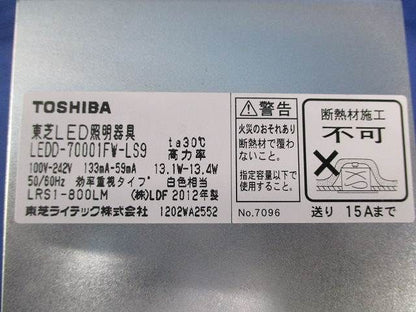 TOSHIBA
東芝LED照明器具
LEDD-70001FW-LS9
ta30℃
高力率
100V-242V 133mA-59mA 13.1W-13.4W
50/60Hz 効率重視タイプ 白色相当
LRS1-800LM (株)LDF 2012年製
東芝ライテック株式会社 1202WA2552
警告
火災のおそれあり
断熱材で覆わ
ないこと。
指定容量以下で
使用すること。
No.7096
断熱材施工
不可
送り 15Aまで